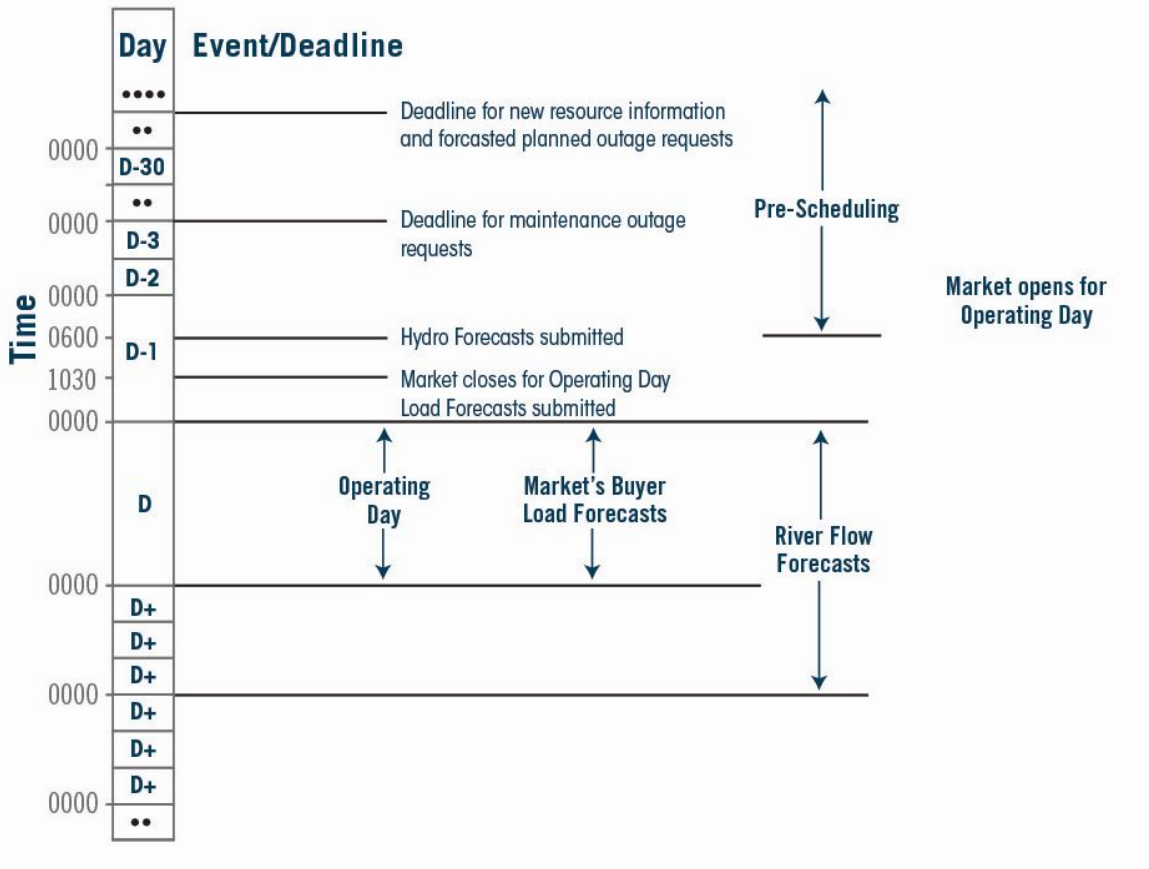 Day Event/Deadline
••••
Deadline for new resource information
and forcasted planned outage requests
••
0000
D-30
••
0000
Deadline for maintenance outage
requests
Pre-Scheduling
D-3
D-2
0000
Market opens for
Operating Day
Time
0600
Hydro Forecasts submitted
D-1
1030
Market closes for Operating Day
Load Forecasts submitted
0000
D
Operating
Day
Market's Buyer
Load Forecasts
River Flow
Forecasts
0000
D+
D+
D+
0000
D+
D+
D+
0000
••